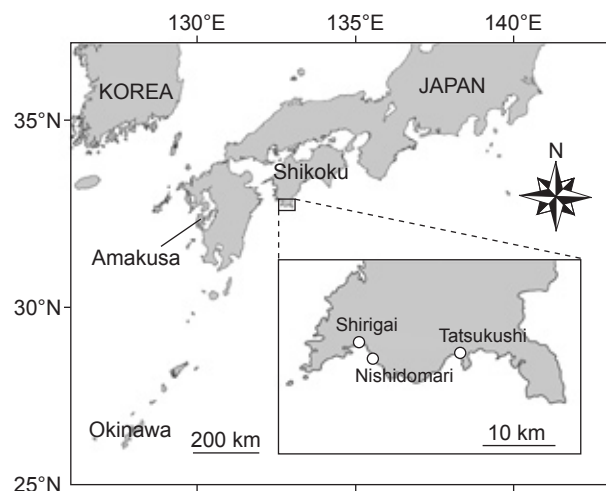 130°E
135°E
140°E
KOREA
JAPAN
35°N
Shikoku
N
Amakusa
30°N
Shirigai
Tatsukushi
Nishidomari
Okinawa
200 km
10 km
25°N